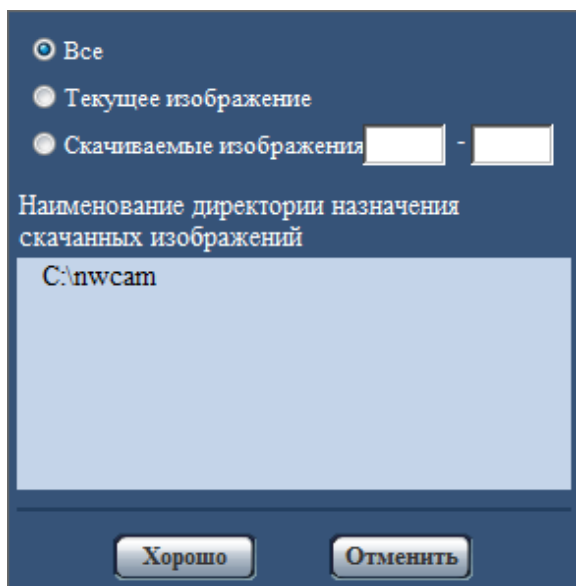 Все
Текущее изображение
Скачиваемые изображения -
Наименование директории назначения
скачанных изображений
C:\nwcam
Хорошо Отменить